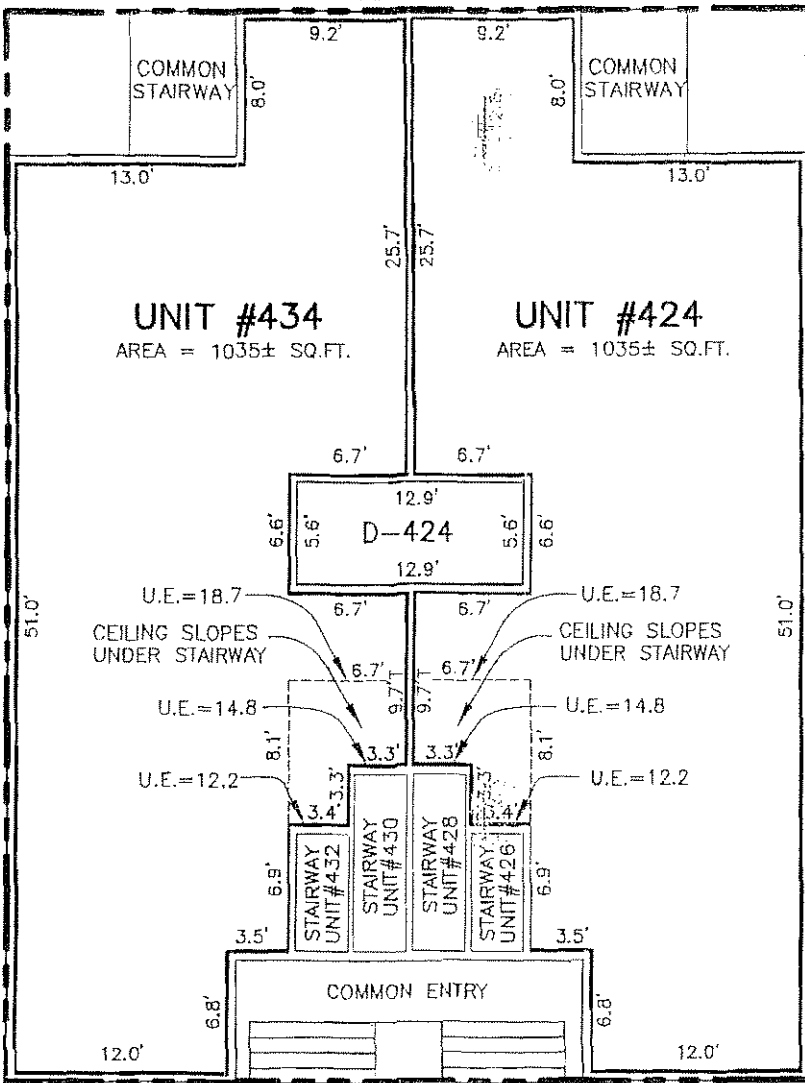 9.2'
9.2'
COMMON
STAIRWAY
8.0'
8.0'
COMMON
STAIRWAY
13.0'
13.0'
25.7'
25.7'
UNIT #434
AREA = 1035± SQ.FT.
UNIT #424
AREA = 1035± SQ.FT.
6.7'
6.7'
12.9'
6.6'
5.6'
D-424
5.6'
6.6'
12.9'
6.7'
6.7'
U.E.=18.7
U.E.=18.7
51.0'
51.0'
CEILING SLOPES
UNDER STAIRWAY
CEILING SLOPES
UNDER STAIRWAY
6.7'
6.7'
9.7'
9.7'
U.E.=14.8
U.E.=14.8
8.1'
8.1'
3.3'
3.3'
U.E.=12.2
U.E.=12.2
3.3'
3.3'
3.4'
3.4'
6.9'
STAIRWAY
UNIT#432
STAIRWAY
UNIT#430
STAIRWAY
UNIT#428
STAIRWAY
UNIT#426
6.9'
3.5'
3.5'
COMMON ENTRY
6.8'
6.8'
12.0'
12.0'